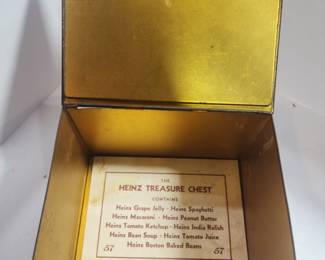 THE
HEINZ TREASURE CHEST
CONTAINS
Heinz Grape Jelly - Heinz Spaghetti
Heinz Macaroni - Heinz Peanut Butter
Heinz Tomato Ketchup - Heinz India Relish
Heinz Bean Soup - Heinz Tomato Juice
57 Heinz Boston Baked Beans 57